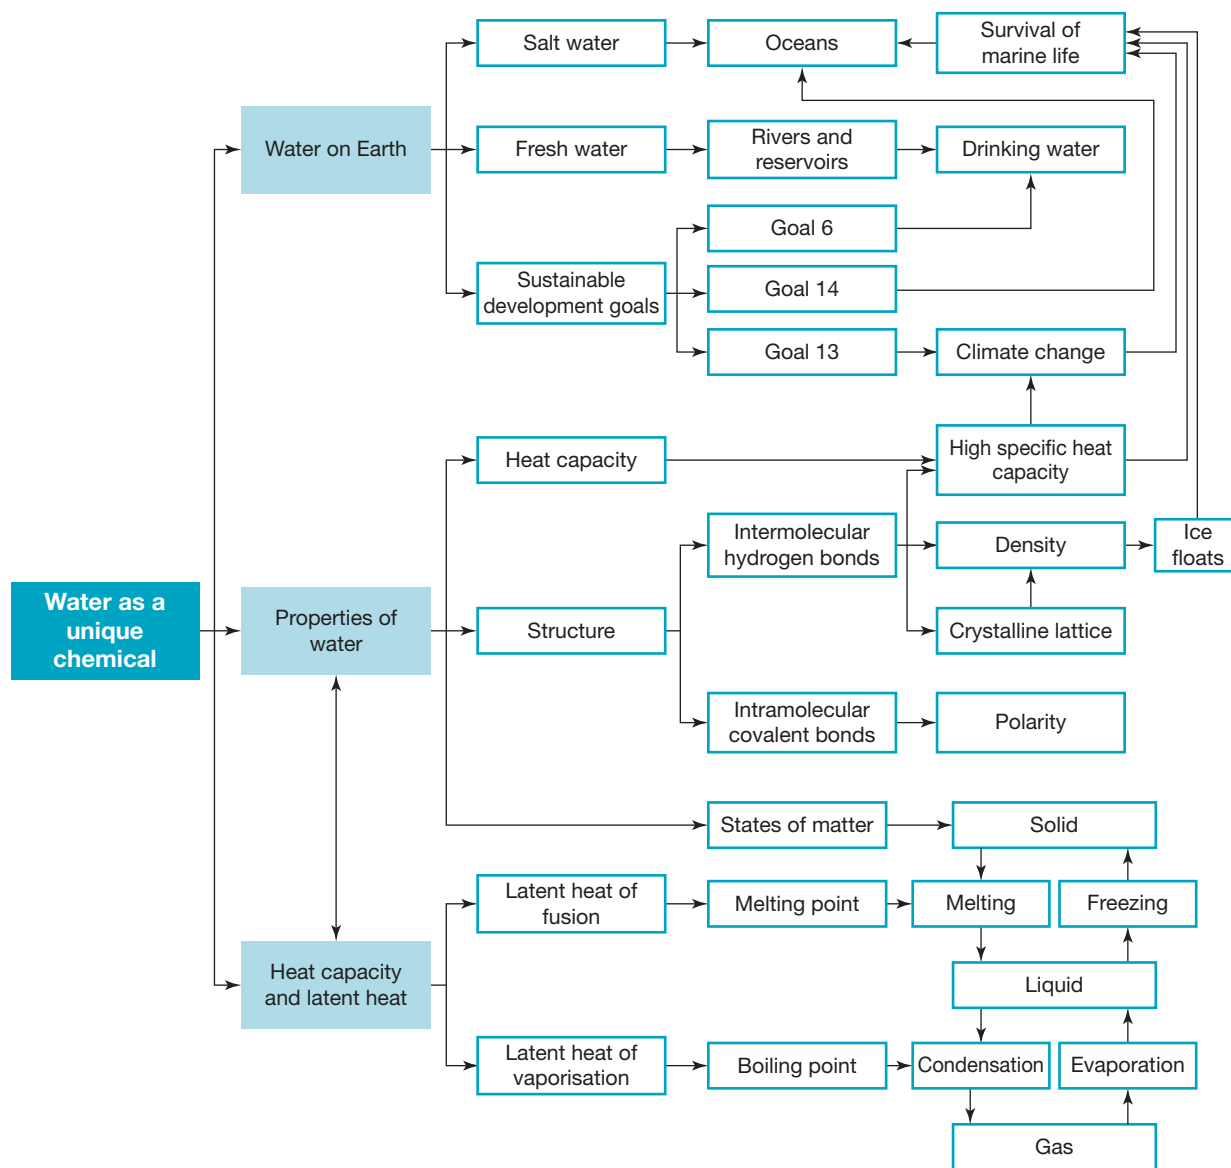 Salt water
Oceans
Survival of
marine life
Water on Earth
Fresh water
Rivers and
reservoirs
Drinking water
Goal 6
Sustainable
development goals
Goal 14
Goal 13
Climate change
Heat capacity
High specific heat
capacity
Intermolecular
hydrogen bonds
Density
Ice
floats
Water as a
unique
chemical
Properties of
water
Structure
Crystalline lattice
Intramolecular
covalent bonds
Polarity
States of matter
Solid
Latent heat of
fusion
Melting point
Melting
Freezing
Heat capacity
and latent heat
Liquid
Latent heat of
vaporisation
Boiling point
Condensation
Evaporation
Gas